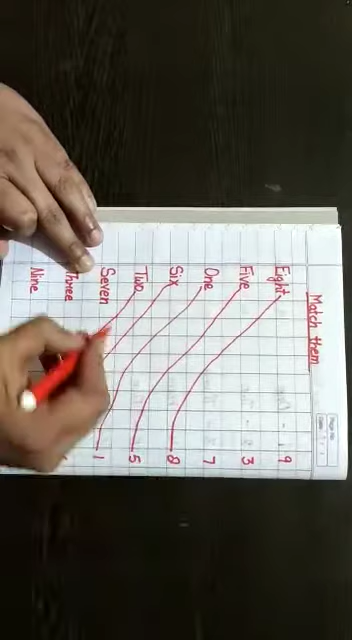 Match them
Eight 9
Five 3
One 7
Six 8
Two 5
Seven 1
Three
Nine